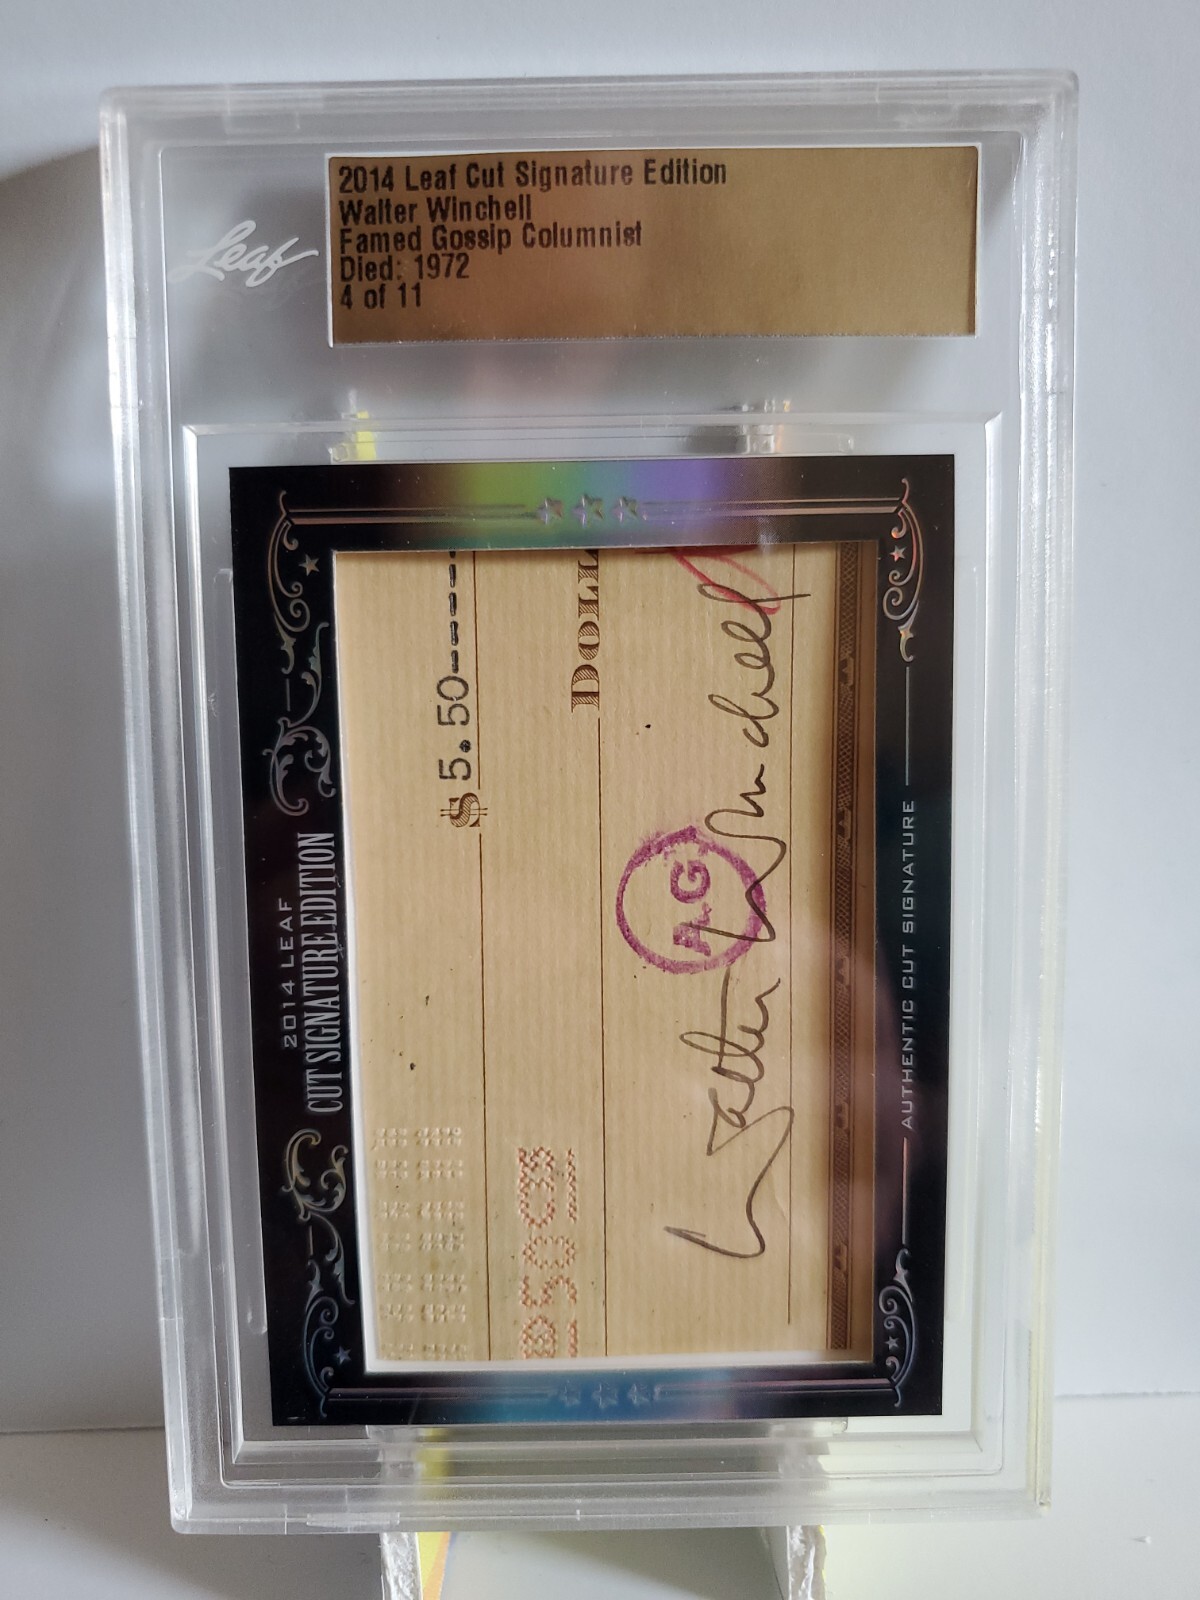 Leaf
2014 Leaf Cut Signature Edition
Walter Winchell
Famed Gossip Columnist
Died: 1972
4 of 11
2014 LEAF
CUT SIGNATURE EDITION
$5.50-----
DOLL
A.G.
Walter Winchell
AUTHENTIC CUT SIGNATURE